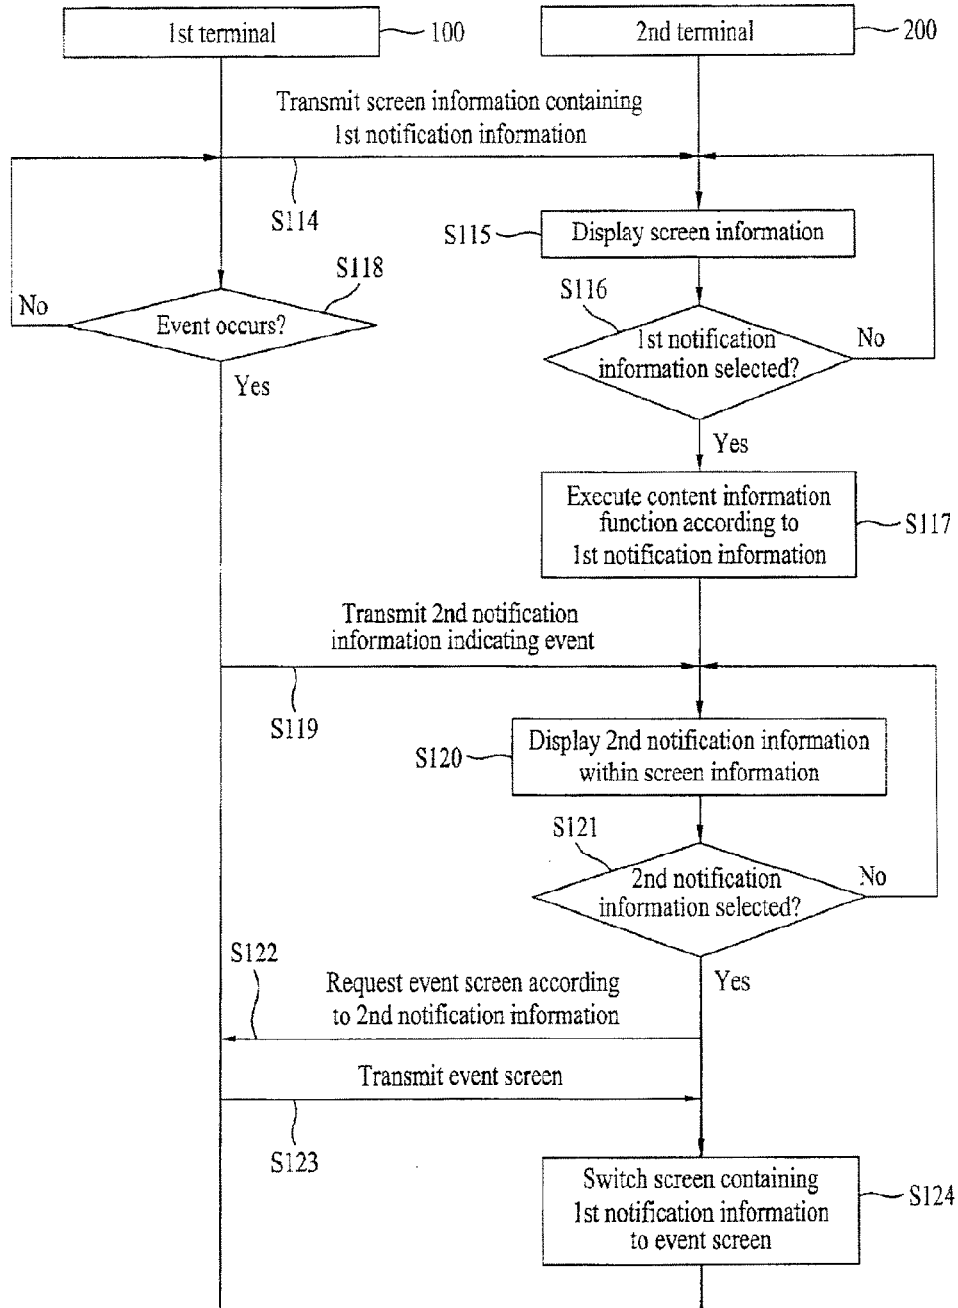 1st terminal
100
2nd terminal
200
Transmit screen information containing
1st notification information
S114
S115
Display screen information
S118
Event occurs?
No
Yes
S116
1st notification
information selected?
No
Yes
Execute content information
function according to
1st notification information
S117
Transmit 2nd notification
information indicating event
S119
S120
Display 2nd notification information
within screen information
S121
2nd notification
information selected?
No
Yes
S122
Request event screen according
to 2nd notification information
Transmit event screen
S123
Switch screen containing
1st notification information
to event screen
S124